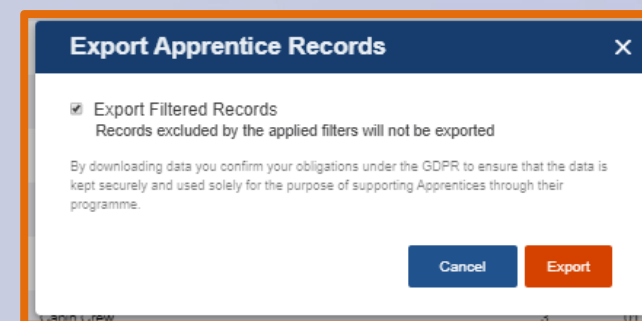 Export Apprentice Records
Export Filtered Records
Records excluded by the applied filters will not be exported
By downloading data you confirm your obligations under the GDPR to ensure that the data is
kept securely and used solely for the purpose of supporting Apprentices through their
programme.
Cancel Export
Cabin Crew 3